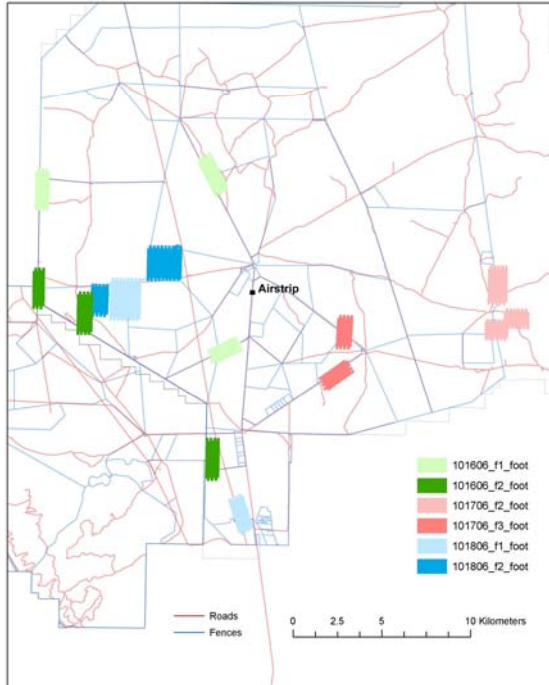 Airstrip
101606_f1_foot
101606_f2_foot
101706_f2_foot
101706_f3_foot
101806_f1_foot
101806_f2_foot
Roads
Fences
0 2.5 5 10 Kilometers